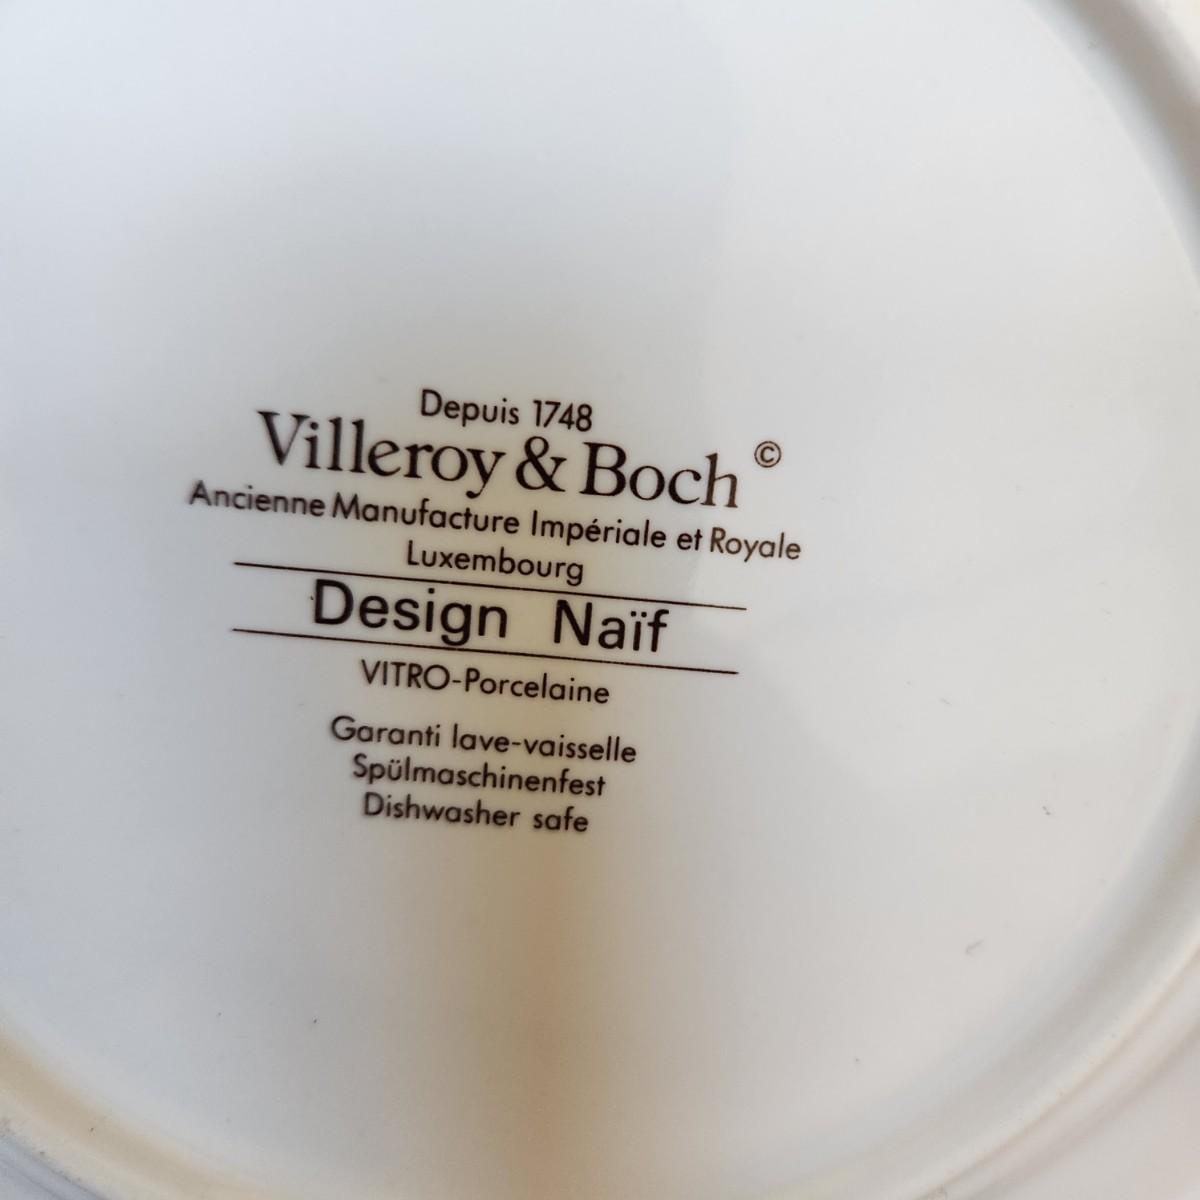 Depuis 1748
Villeroy & Boch ©
Ancienne Manufacture Impériale et Royale
Luxembourg
Design Naïf
VITRO-Porcelaine
Garanti lave-vaisselle
Spülmaschinenfest
Dishwasher safe